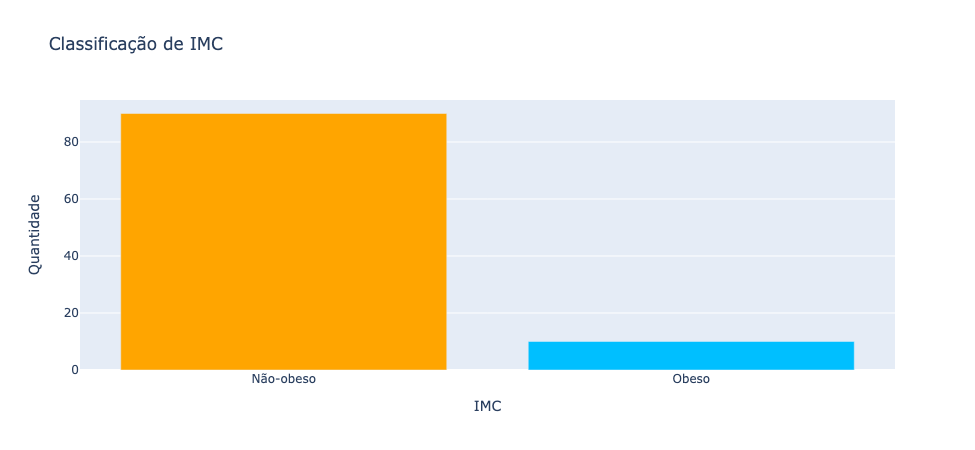 Classificação de IMC
Quantidade
80
60
40
20
0
Não-obeso
Obeso
IMC